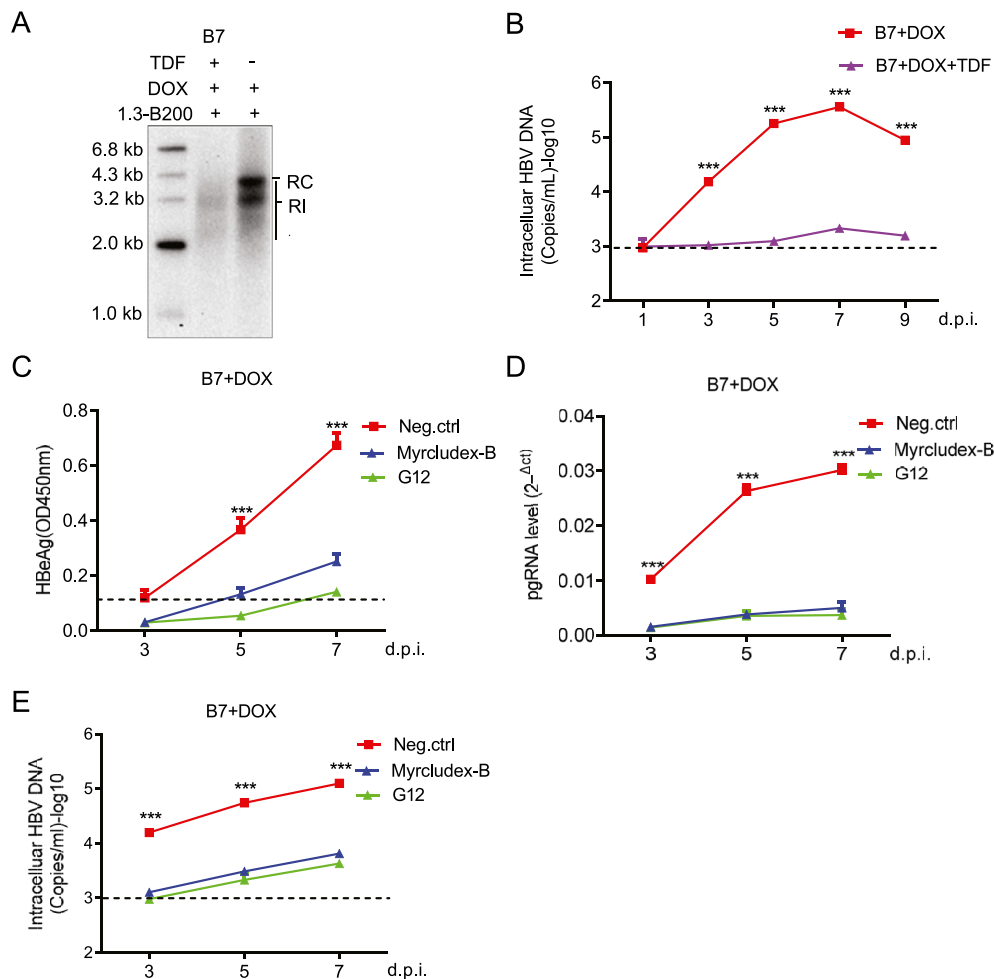 A
B7
TDF + -
DOX + +
1.3-B200 + +
6.8 kb
4.3 kb
3.2 kb
2.0 kb
1.0 kb
RC
RI
B
B7+DOX
B7+DOX+TDF
Intracelluar HBV DNA
(Copies/mL)-log10
6
5
4
3
2
*** *** *** ***
1 3 5 7 9 d.p.i.
C
B7+DOX
Neg.ctrl
Myrcludex-B
G12
HBeAg(OD450nm)
0.8
0.6
0.4
0.2
0.0
*** ***
3 5 7 d.p.i.
D
B7+DOX
Neg.ctrl
Myrcludex-B
G12
pgRNA level (2–Δct)
0.04
0.03
0.02
0.01
0.00
*** *** ***
3 5 7 d.p.i.
E
B7+DOX
Neg.ctrl
Myrcludex-B
G12
Intracelluar HBV DNA
(Copies/ml)-log10
6
5
4
3
2
*** *** ***
3 5 7 d.p.i.